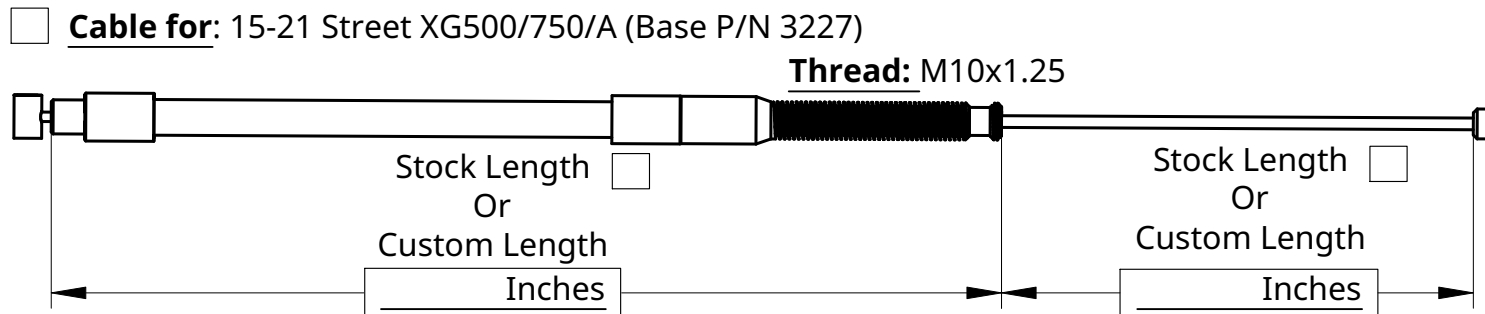 Cable for: 15-21 Street XG500/750/A (Base P/N 3227)
Thread: M10x1.25
Stock Length
Or
Custom Length
Inches
Stock Length
Or
Custom Length
Inches